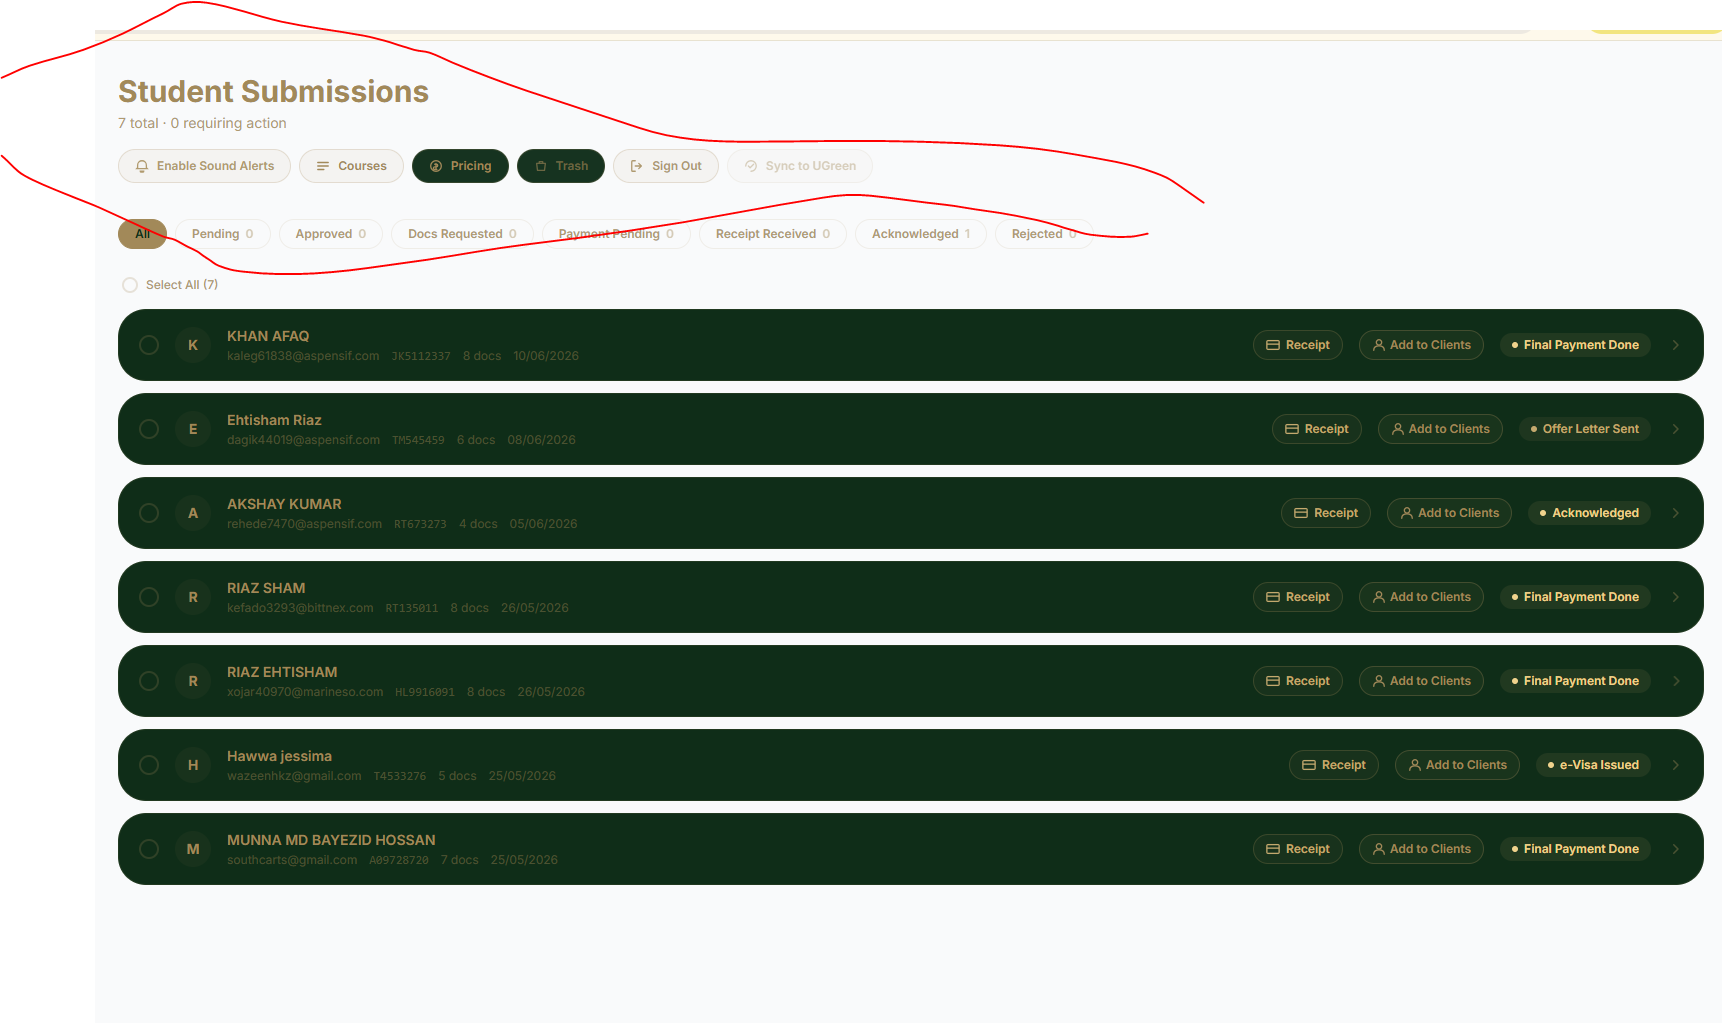 Student Submissions
7 total · 0 requiring action
Enable Sound Alerts Courses Pricing Trash Sign Out Sync to UGreen
All Pending 0 Approved 0 Docs Requested 0 Payment Pending 0 Receipt Received 0 Acknowledged 1 Rejected 0
Select All (7)
K KHAN AFAQ Receipt Add to Clients Final Payment Done
kaleg61838@aspensif.com JK5112337 8 docs 10/06/2026
E Ehtisham Riaz Receipt Add to Clients Offer Letter Sent
dagik44019@aspensif.com TM545459 6 docs 08/06/2026
A AKSHAY KUMAR Receipt Add to Clients Acknowledged
rehede7470@aspensif.com RT673273 4 docs 05/06/2026
R RIAZ SHAM Receipt Add to Clients Final Payment Done
kefado3293@bittnex.com RT135011 8 docs 26/05/2026
R RIAZ EHTISHAM Receipt Add to Clients Final Payment Done
xojar40970@marineso.com HL9916091 8 docs 26/05/2026
H Hawwa jessima Receipt Add to Clients e-Visa Issued
wazeenhkz@gmail.com T4533276 5 docs 25/05/2026
M MUNNA MD BAYEZID HOSSAN Receipt Add to Clients Final Payment Done
southcarts@gmail.com A09728720 7 docs 25/05/2026